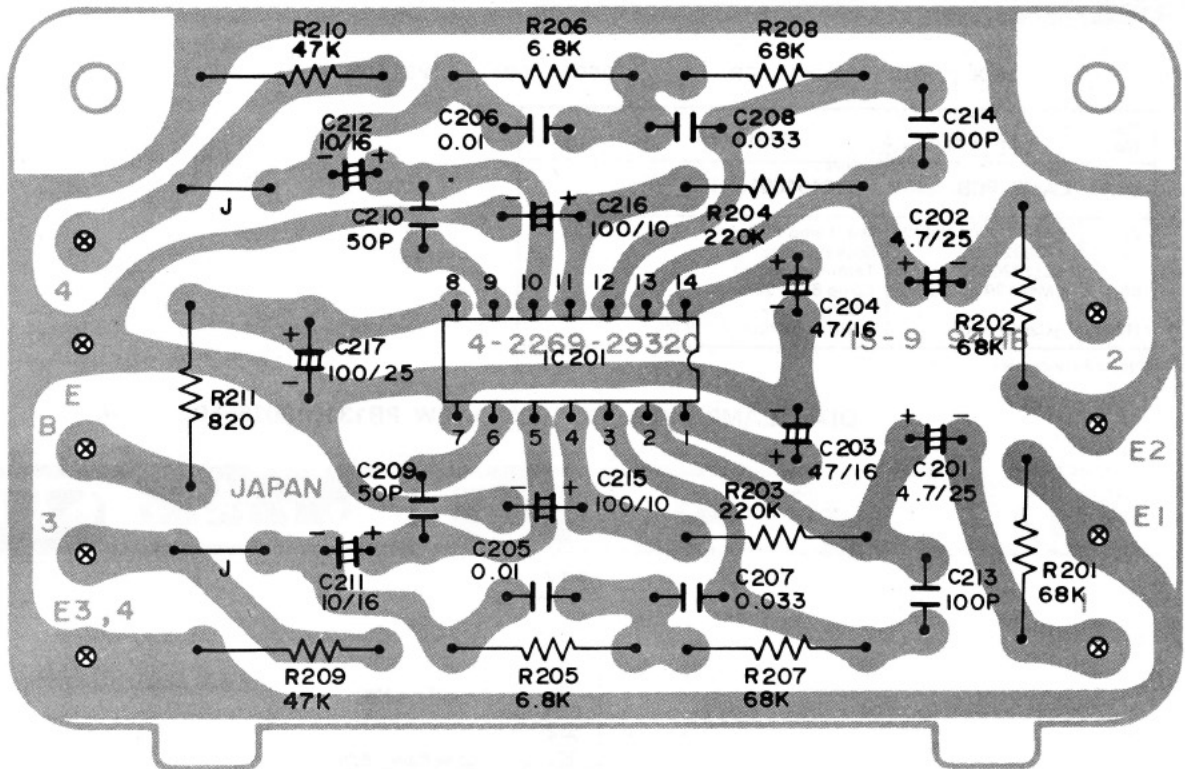 R210
47K
R206
6.8K
R208
68K
C212
10/16
C206
0.01
C208
0.033
C214
100P
- +
J
C210
50P
- +
C216
100/10
R204
220K
C202
4.7/25
+ -
4
8 9 10 11 12 13 14
+
-
C204
47/16
R202
68K
2
4-2269-2932C
IC201
13-9 94HB
+
-
C217
100/25
E
R211
820
B
7 6 5 4 3 2 1
-
+
C203
47/16
+ -
C201
4.7/25
E2
JAPAN
C209
50P
- +
C215
100/10
R203
220K
E1
3
- +
J
C211
10/16
C205
0.01
C207
0.033
C213
100P
R201
68K
1
E3,4
R209
47K
R205
6.8K
R207
68K